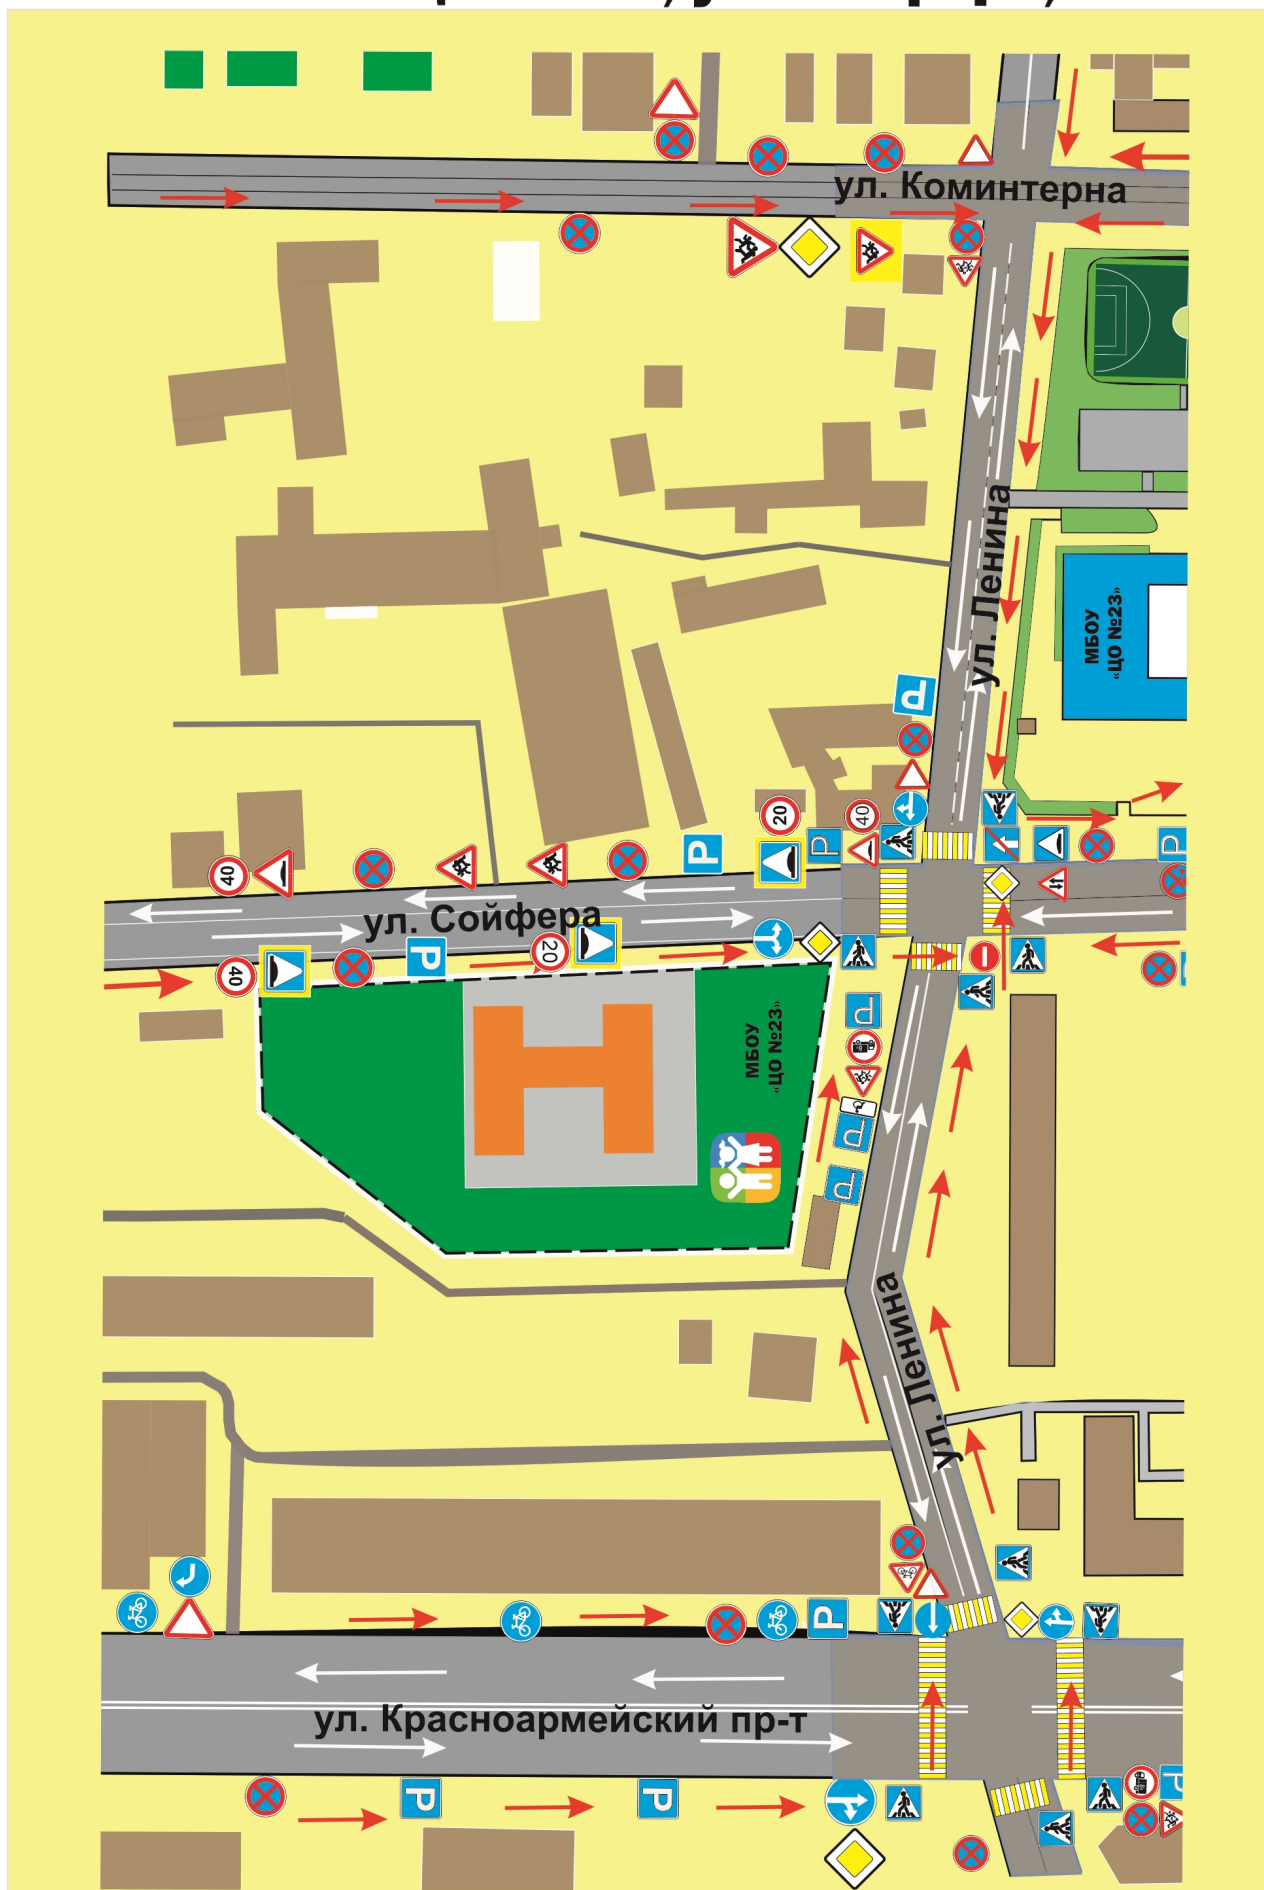 ул. Коминтерна
ул. Ленина
МБОУ
«ЦО №23»
20
40
P
P
40
P
ул. Сойфера
20
P
40
P
МБОУ
«ЦО №23»
P
P
P
ул. Ленина
P
ул. Красноармейский пр-т
P
P
P